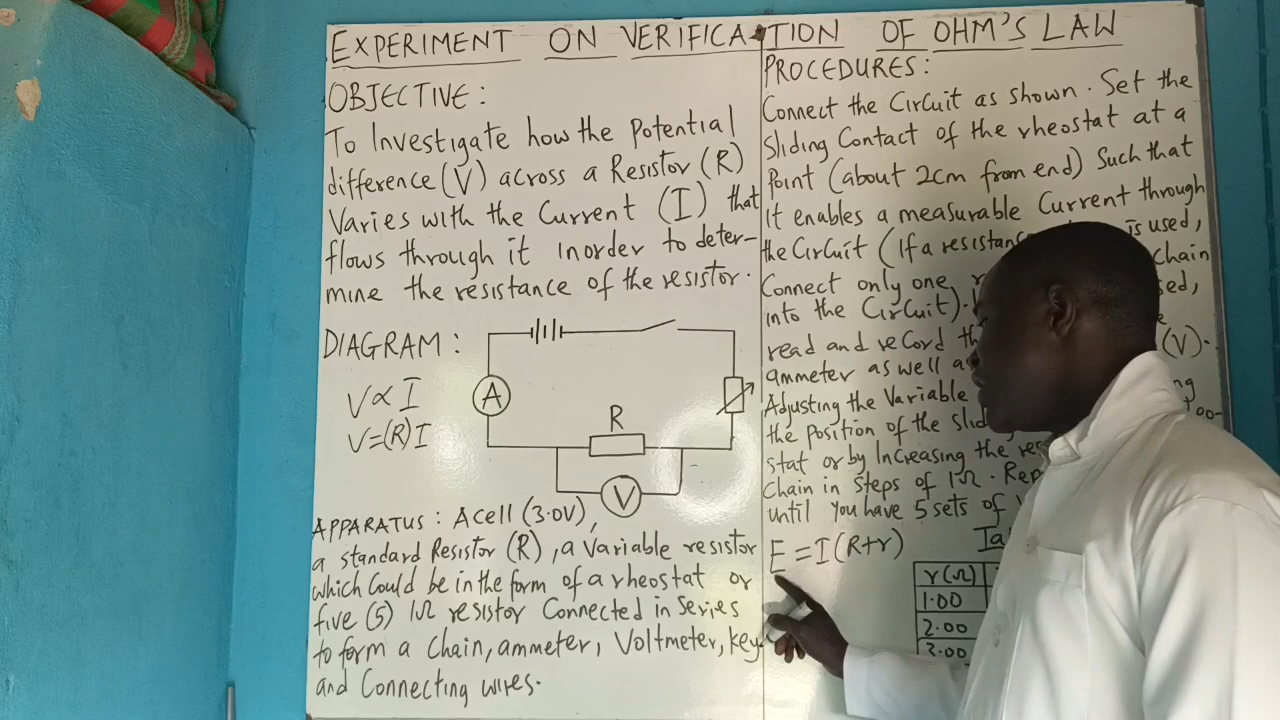 EXPERIMENT ON VERIFICATION OF OHM'S LAW
OBJECTIVE:
To Investigate how the Potential
difference (V) across a Resistor (R)
Varies with the Current (I) that
flows through it inorder to deter-
mine the resistance of the resistor.
DIAGRAM:
V∝I
V=(R)I
A
R
V
APPARATUS: A cell (3.0V),
a standard Resistor (R), a variable resistor
which could be in the form of a rheostat or
five (5) 1Ω resistor Connected in Series
to form a Chain, ammeter, Voltmeter, key
and Connecting wires.
PROCEDURES:
Connect the Circuit as shown. Set the
Sliding Contact of the rheostat at a
Point (about 2cm from end) Such that
it enables a measurable Current through
the Circuit (If a is used,
Connect only one Chain
into the Circuit).
read and record (V).
ammeter as well
Adjusting the Variable
the position of the
stat or by Increasing the
Chain in Steps of 1Ω.
until you have 5 sets of
E = I(R+r)
r(Ω)
1.00
2.00
3.00